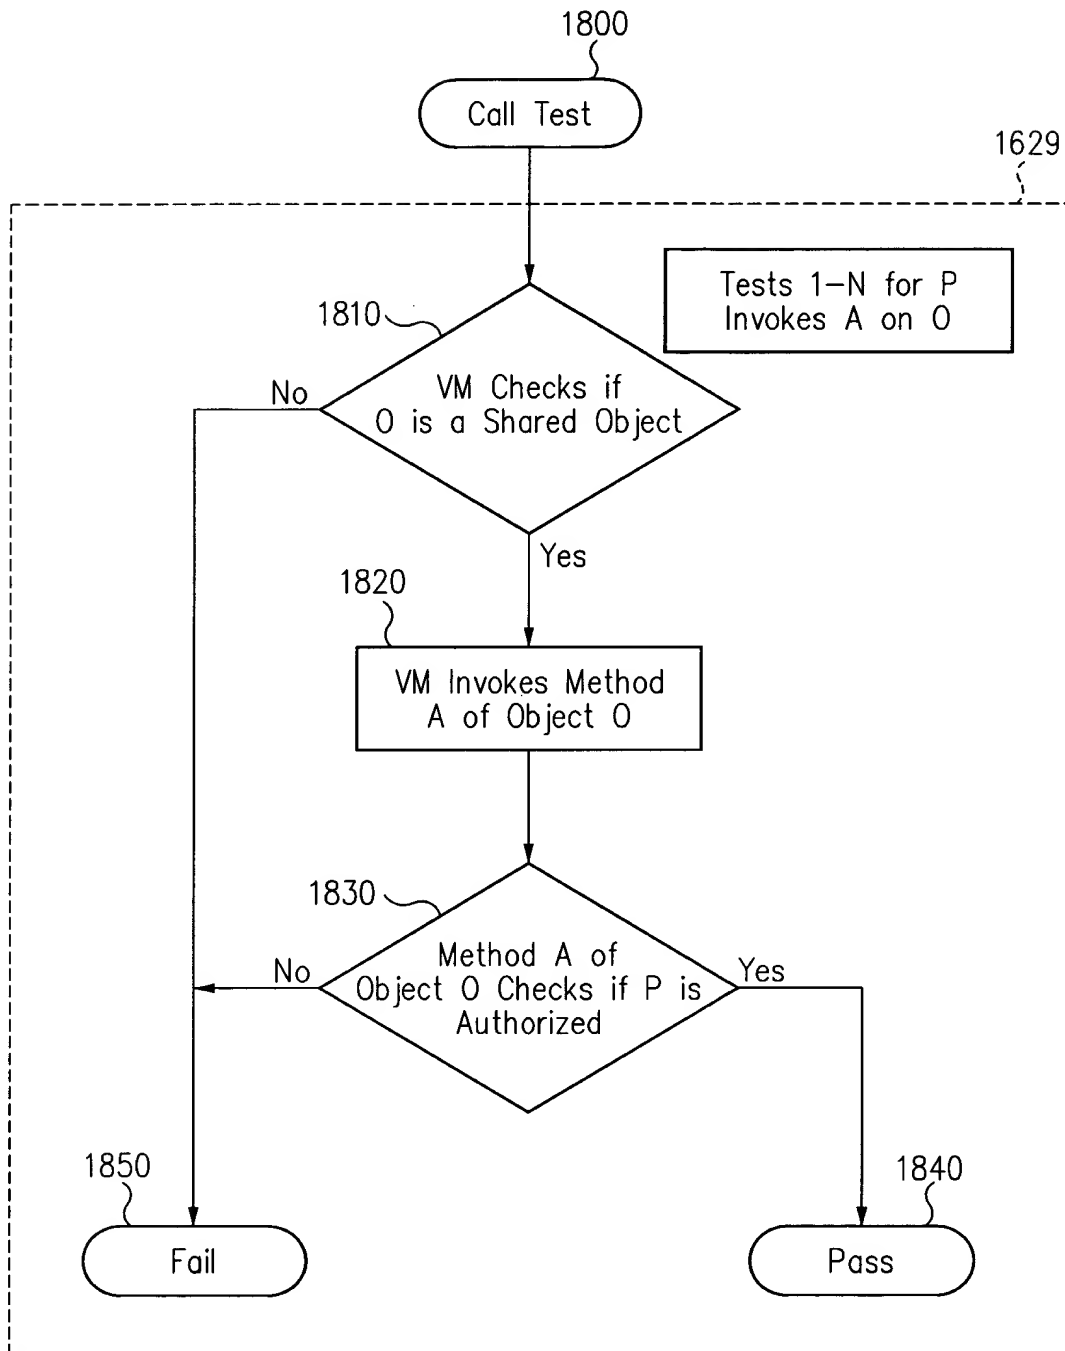 1800
Call Test
1629
Tests 1-N for P
Invokes A on O
1810
No
VM Checks if
O is a Shared Object
Yes
1820
VM Invokes Method
A of Object O
1830
No
Method A of
Object O Checks if P is
Authorized
Yes
1850
Fail
1840
Pass